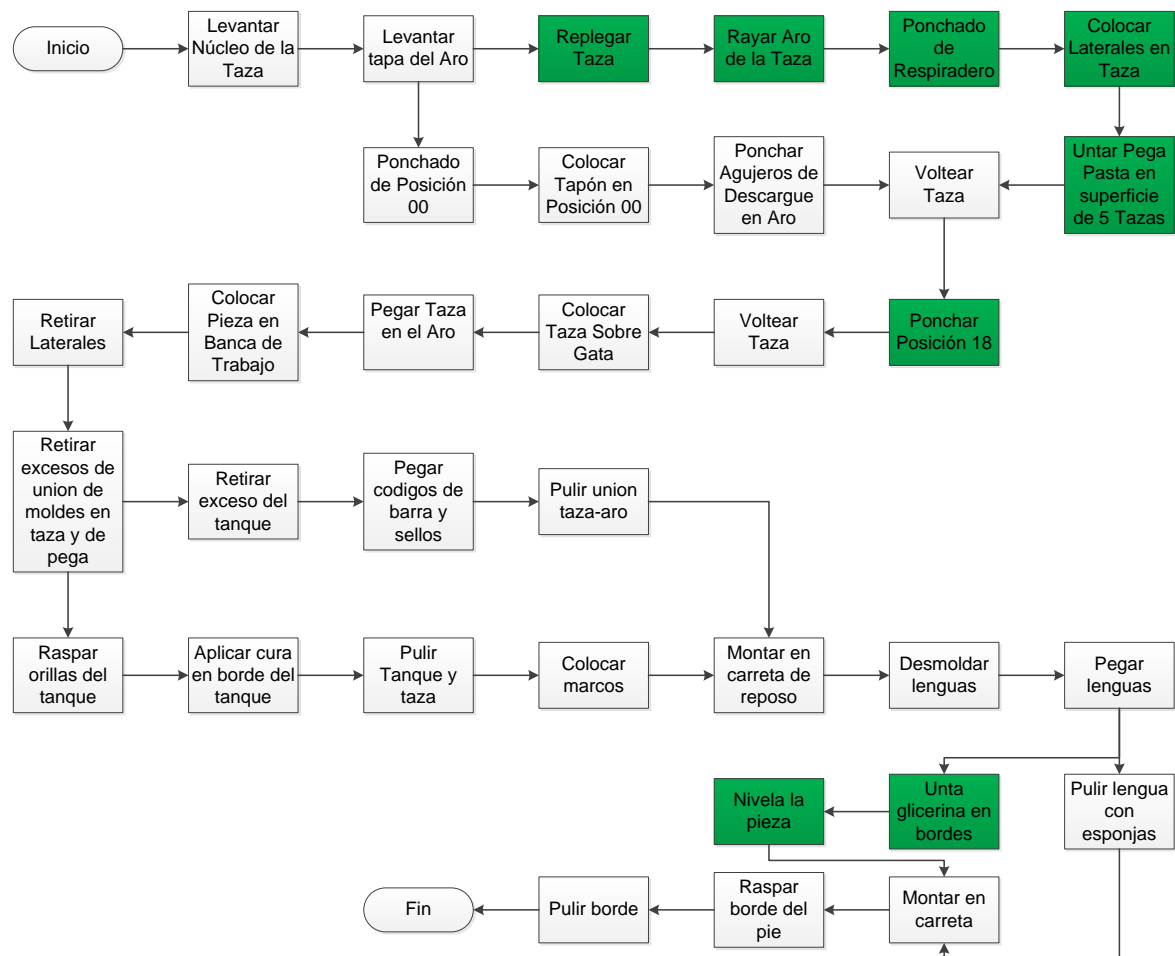 Inicio
Levantar
Núcleo de la
Taza
Levantar
tapa del Aro
Replegar
Taza
Rayar Aro
de la Taza
Ponchado
de
Respiradero
Colocar
Laterales en
Taza
Ponchado
de Posición
00
Colocar
Tapón en
Posición 00
Ponchar
Agujeros de
Descargue
en Aro
Voltear
Taza
Untar Pega
Pasta en
superficie
de 5 Tazas
Retirar
Laterales
Colocar
Pieza en
Banca de
Trabajo
Pegar Taza
en el Aro
Colocar
Taza Sobre
Gata
Voltear
Taza
Ponchar
Posición 18
Retirar
excesos de
union de
moldes en
taza y de
pega
Retirar
exceso del
tanque
Pegar
codigos de
barra y
sellos
Pulir union
taza-aro
Raspar
orillas del
tanque
Aplicar cura
en borde del
tanque
Pulir
Tanque y
taza
Colocar
marcos
Montar en
carreta de
reposo
Desmoldar
lenguas
Pegar
lenguas
Nivela la
pieza
Unta
glicerina en
bordes
Pulir lengua
con
esponjas
Fin
Pulir borde
Raspar
borde del
pie
Montar en
carreta